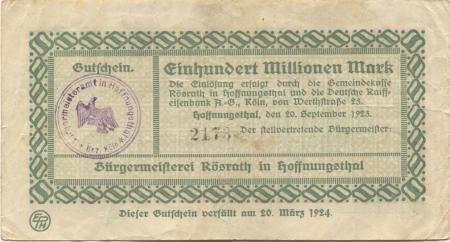 Gutschein.
Einhundert Millionen Mark
Die Einlösung erfolgt durch die Gemeindekasse
Rösrath in Hoffnungsthal und die Deutsche Raiff-
eisenbank A.-G., Köln, von Werthstraße 25.
Hoffnungsthal, den 20. September 1923.
2173
Der stellvertretende Bürgermeister:
Bürgermeisterei Rösrath in Hoffnungsthal
Dieser Gutschein verfällt am 20. März 1924.